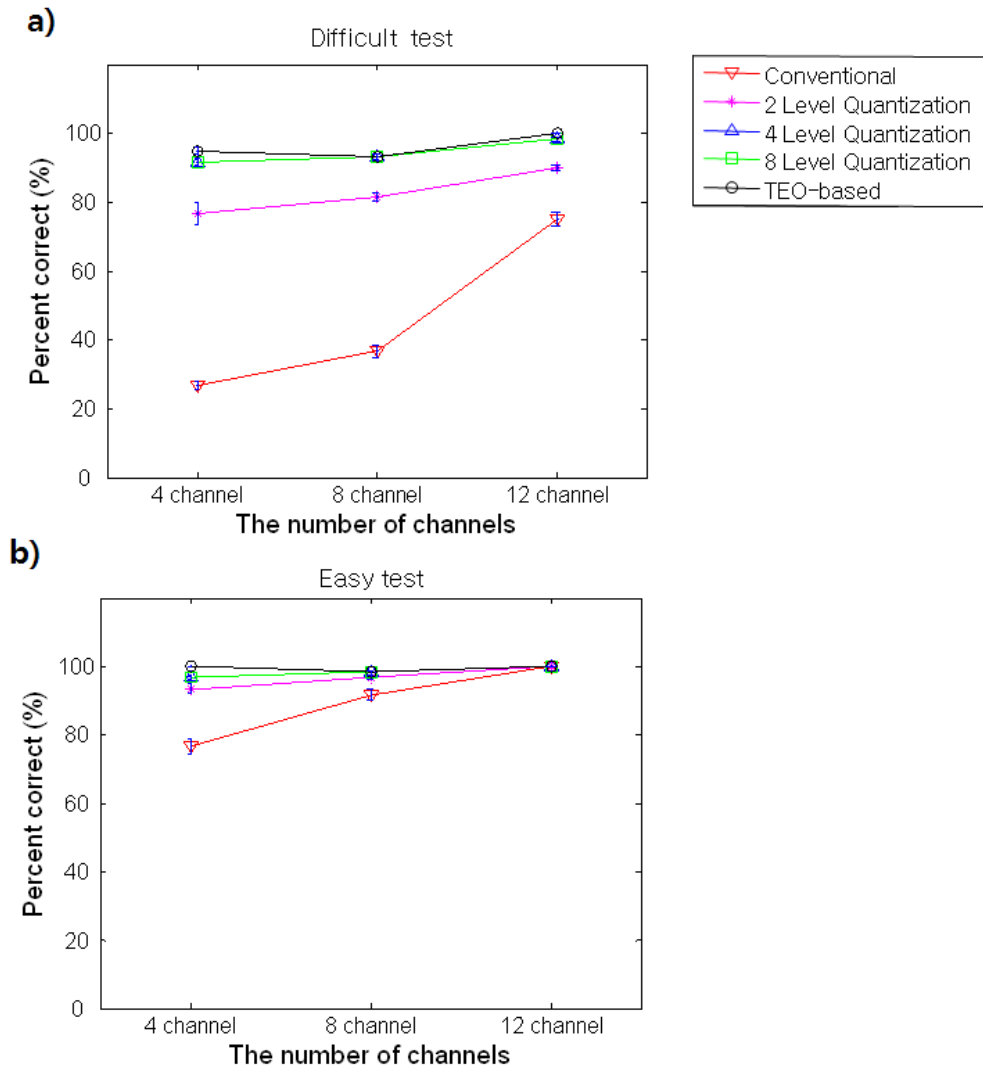 a)
Difficult test
Conventional
2 Level Quantization
4 Level Quantization
8 Level Quantization
TEO-based
Percent correct (%)
100
80
60
40
20
0
4 channel 8 channel 12 channel
The number of channels
b)
Easy test
Percent correct (%)
100
80
60
40
20
0
4 channel 8 channel 12 channel
The number of channels